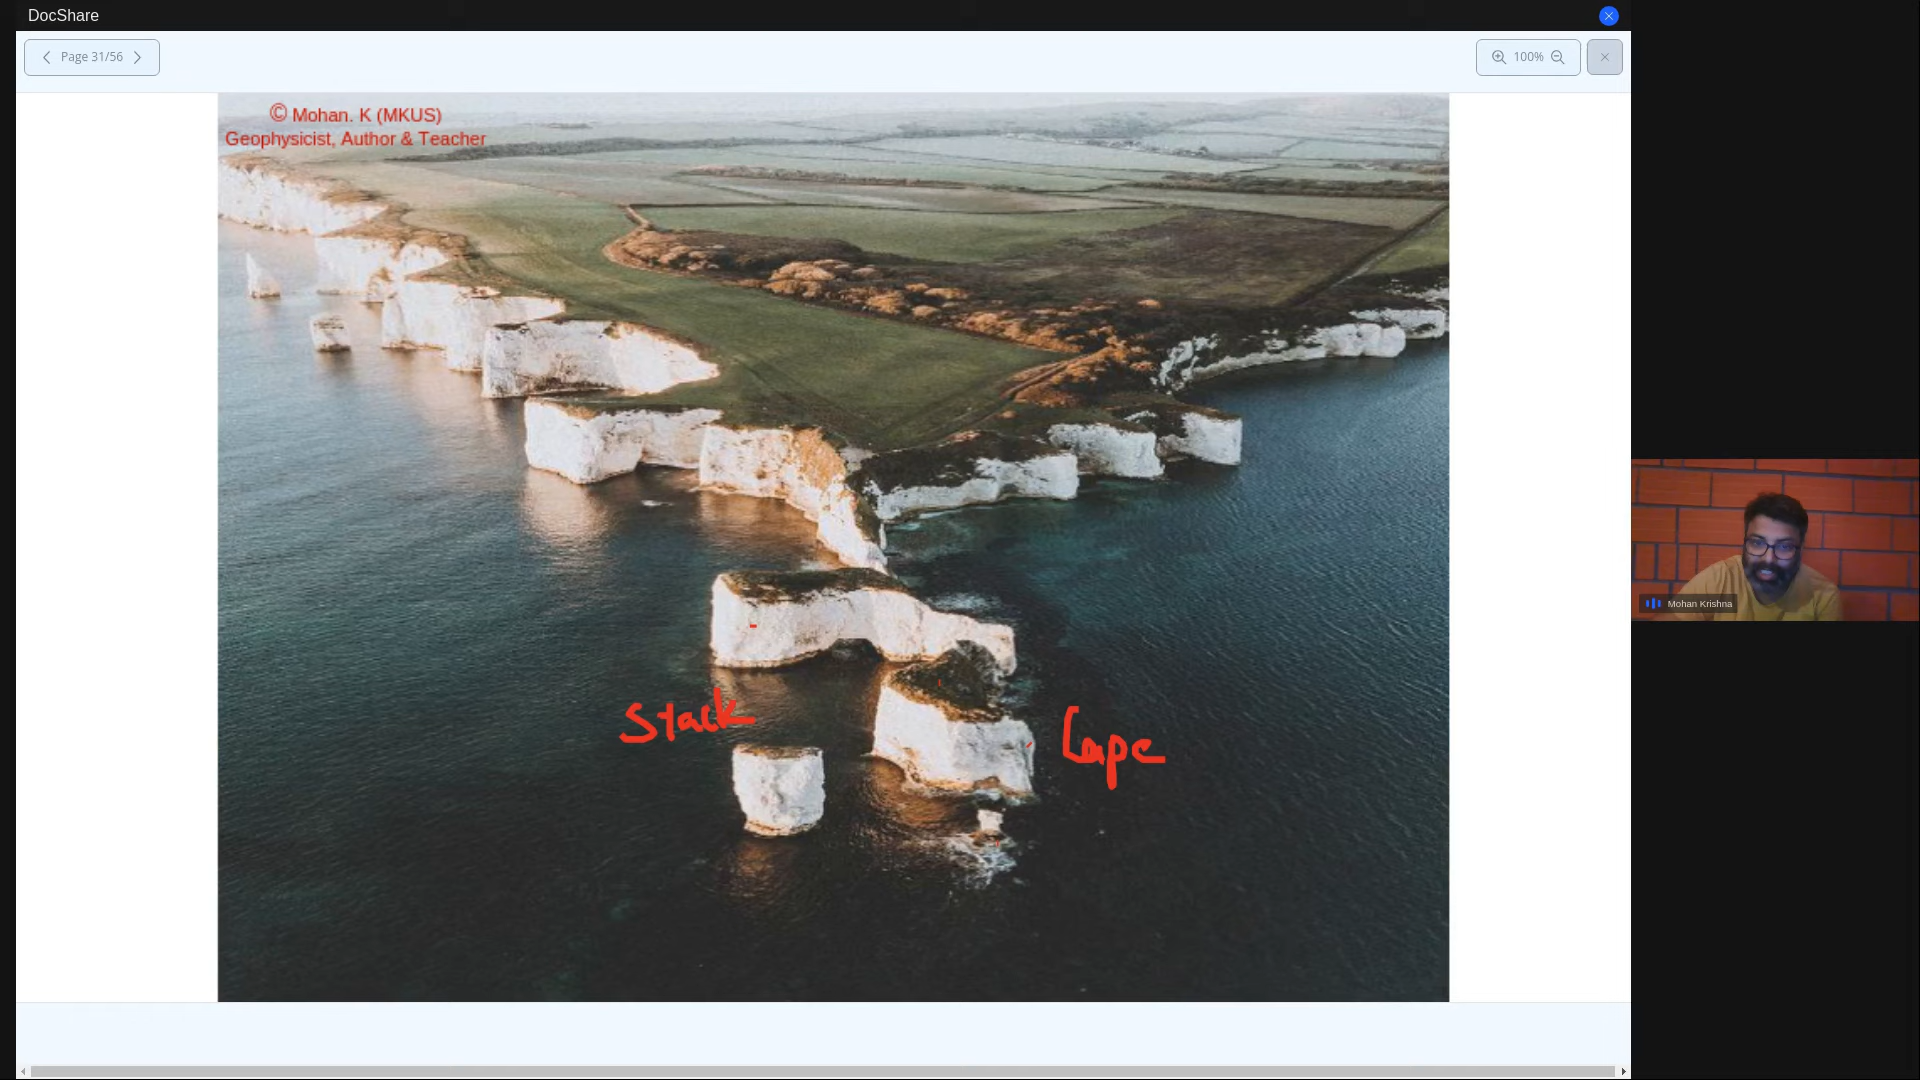 DocShare
Page 31/56
100%
© Mohan. K (MKUS)
Geophysicist, Author & Teacher
Stack
Cape
Mohan Krishna